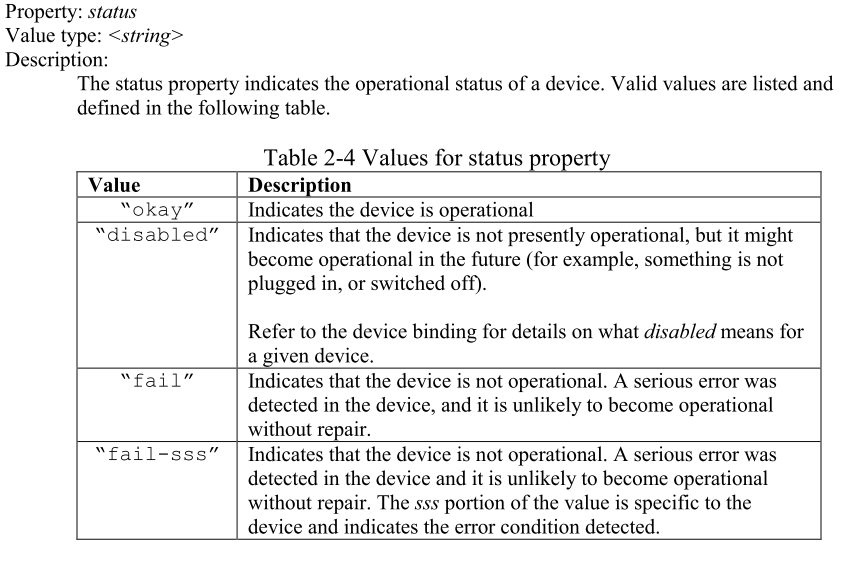 Property: status
Value type: <string>
Description:
The status property indicates the operational status of a device. Valid values are listed and
defined in the following table.
Table 2-4 Values for status property
Value Description
“okay” Indicates the device is operational
“disabled” Indicates that the device is not presently operational, but it might
become operational in the future (for example, something is not
plugged in, or switched off).
Refer to the device binding for details on what disabled means for
a given device.
“fail” Indicates that the device is not operational. A serious error was
detected in the device, and it is unlikely to become operational
without repair.
“fail-sss” Indicates that the device is not operational. A serious error was
detected in the device and it is unlikely to become operational
without repair. The sss portion of the value is specific to the
device and indicates the error condition detected.